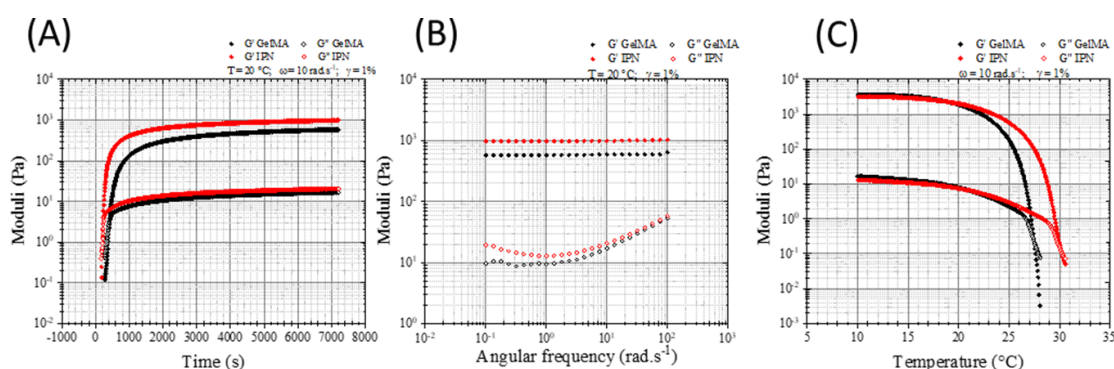 (A)
G' GelMA G'' GelMA
G' IPN G'' IPN
T = 20 °C; ω = 10 rad.s⁻¹; γ = 1%
10⁴
10³
10²
10¹
10⁰
10⁻¹
10⁻²
Moduli (Pa)
-1000 0 1000 2000 3000 4000 5000 6000 7000 8000
Time (s)
(B)
G' GelMA G'' GelMA
G' IPN G'' IPN
T = 20 °C; γ = 1%
10⁴
10³
10²
10¹
10⁰
Moduli (Pa)
10⁻² 10⁻¹ 10⁰ 10¹ 10² 10³
Angular frequency (rad.s⁻¹)
(C)
G' GelMA G'' GelMA
G' IPN G'' IPN
ω = 10 rad.s⁻¹; γ = 1%
10⁴
10³
10²
10¹
10⁰
10⁻¹
10⁻²
10⁻³
Moduli (Pa)
5 10 15 20 25 30 35
Temperature (°C)